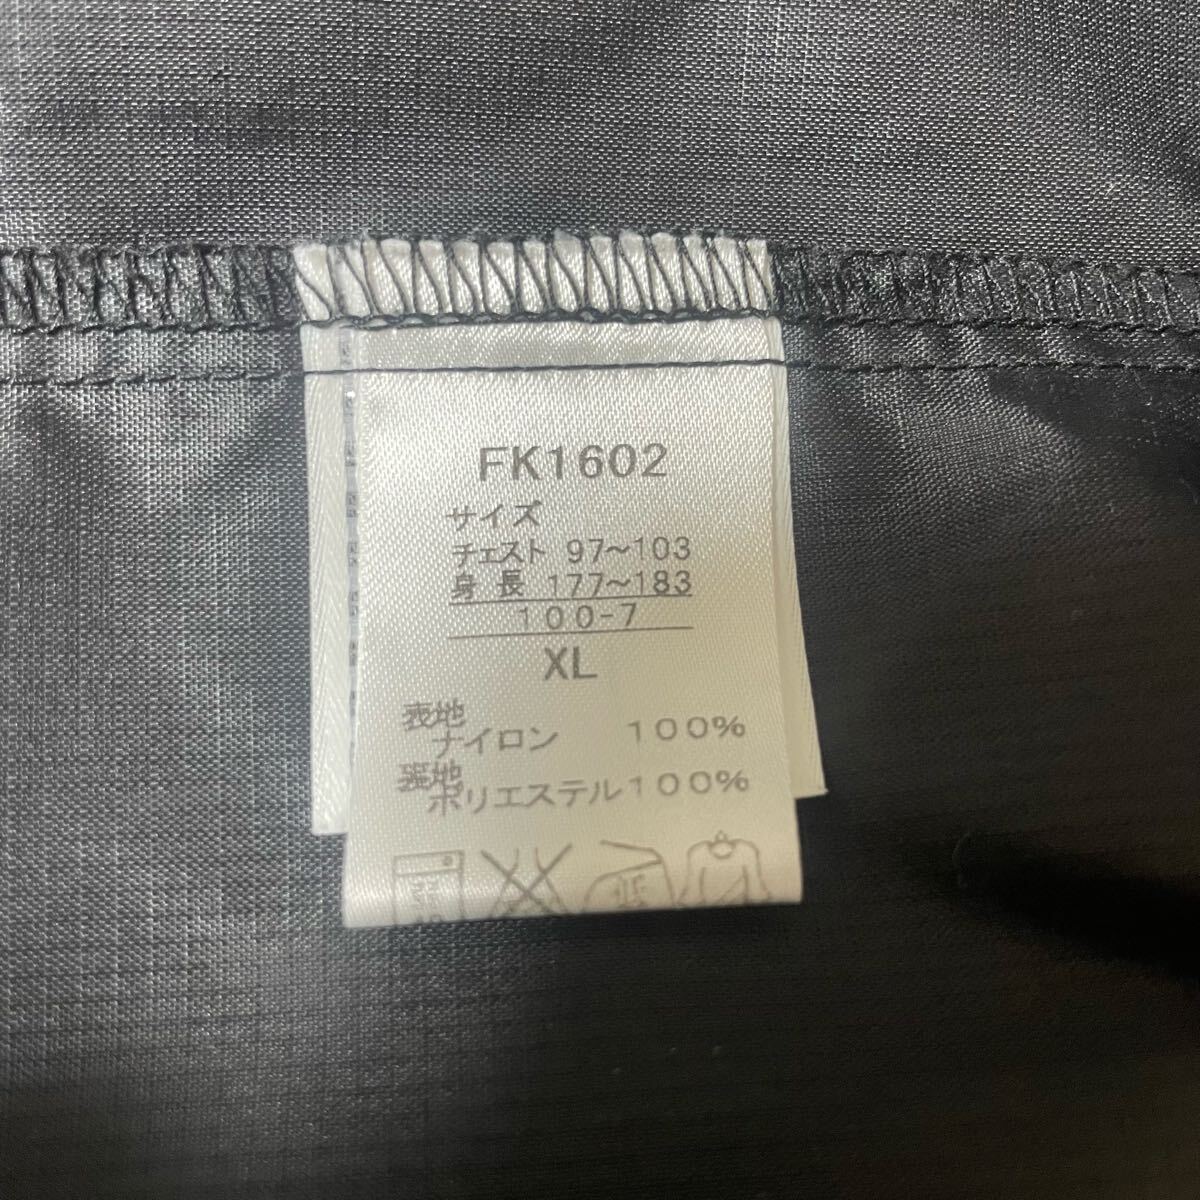 FK1602
サイズ
チェスト 97～103
身長 177～183
100-7
XL
表地
ナイロン 100%
裏地
ポリエステル100%